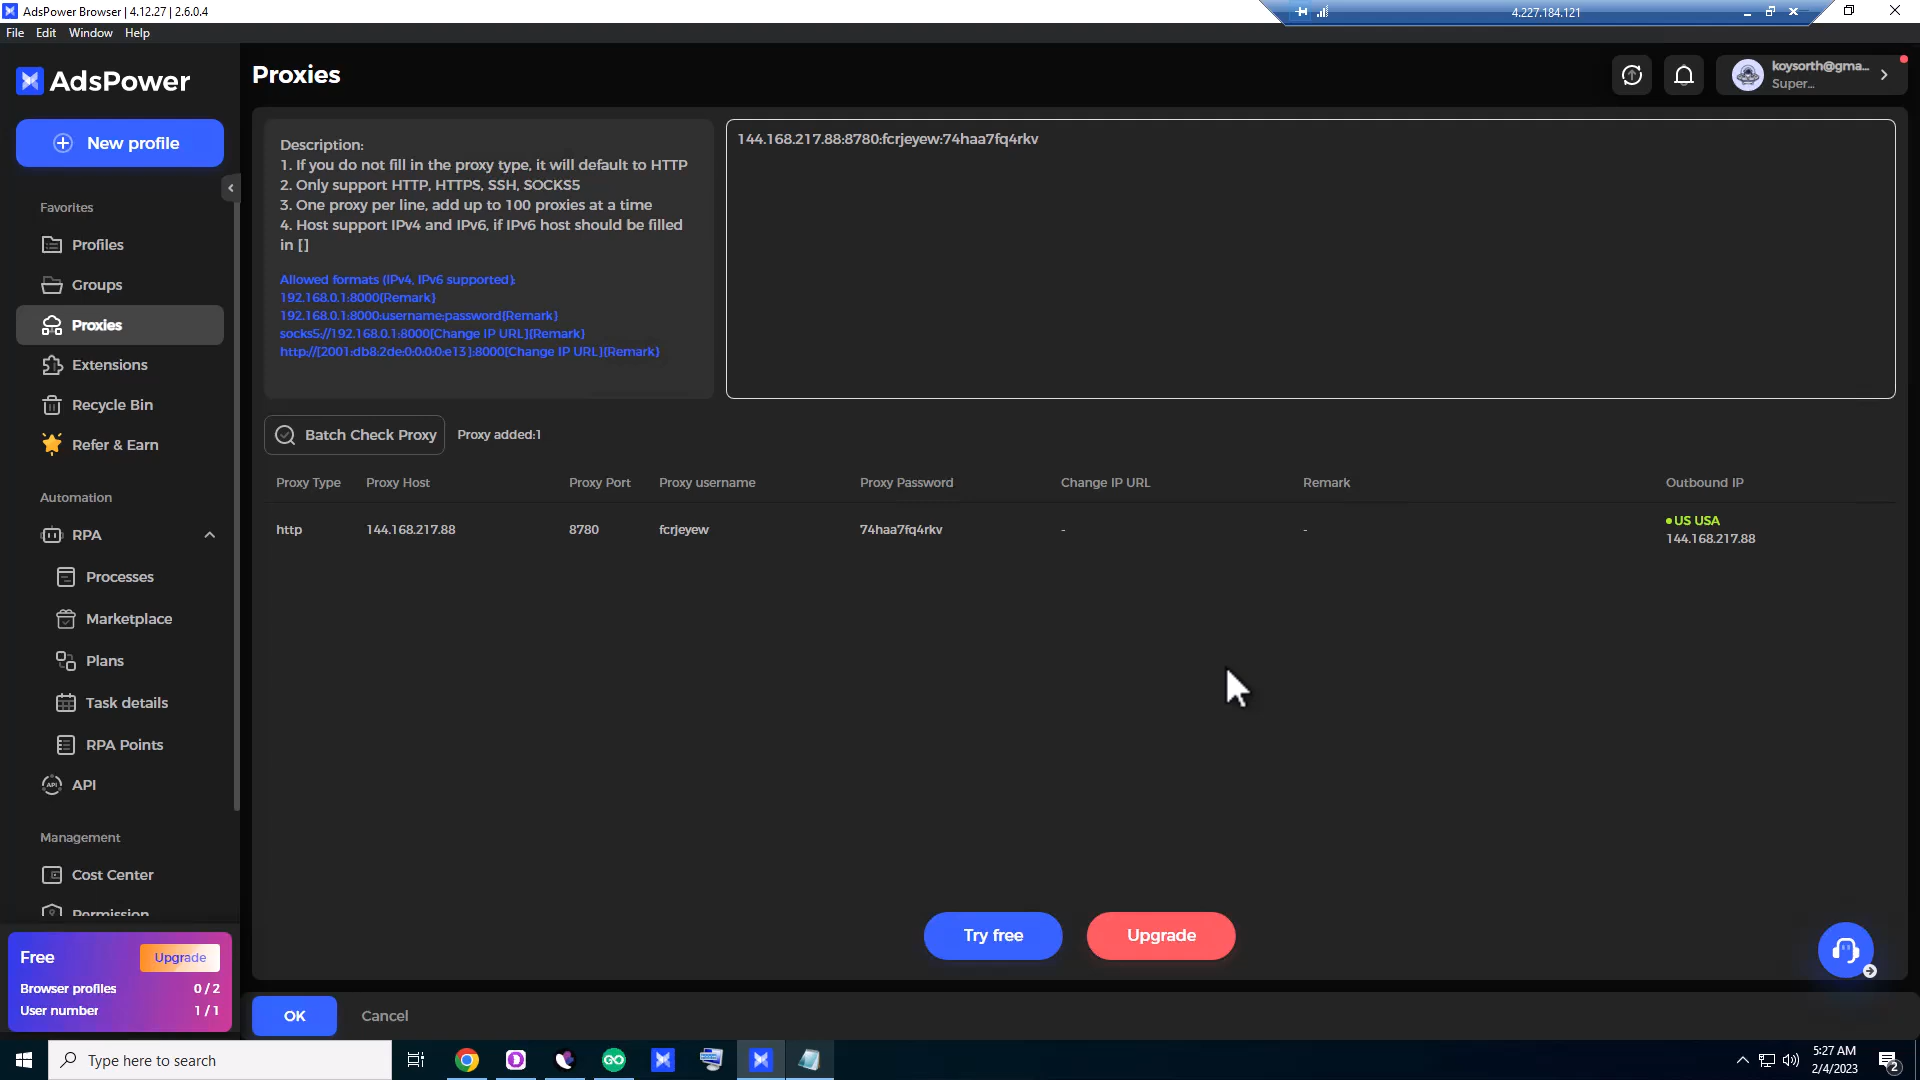 AdsPower Browser | 4.12.27 | 2.6.0.4
4.227.184.121
File Edit Window Help
AdsPower
Proxies
koysorth@gma...
Super...
New profile
Favorites
Profiles
Groups
Proxies
Extensions
Recycle Bin
Refer & Earn
Automation
RPA
Processes
Marketplace
Plans
Task details
RPA Points
API
Management
Cost Center
Permission
Free
Upgrade
Browser profiles 0 / 2
User number 1 / 1
Description:
1. If you do not fill in the proxy type, it will default to HTTP
2. Only support HTTP, HTTPS, SSH, SOCKS5
3. One proxy per line, add up to 100 proxies at a time
4. Host support IPv4 and IPv6, if IPv6 host should be filled
in []
Allowed formats (IPv4, IPv6 supported):
192.168.0.1:8000{Remark}
192.168.0.1:8000:username:password{Remark}
socks5://192.168.0.1:8000[Change IP URL]{Remark}
http://[2001:db8:2de:0:0:0:0:e13]:8000[Change IP URL]{Remark}
144.168.217.88:8780:fcrjeyew:74haa7fq4rkv
Batch Check Proxy
Proxy added:1
Proxy Type Proxy Host Proxy Port Proxy username Proxy Password Change IP URL Remark Outbound IP
http 144.168.217.88 8780 fcrjeyew 74haa7fq4rkv - - US USA
144.168.217.88
Try free
Upgrade
OK
Cancel
Type here to search
GO
5:27 AM
2/4/2023
2